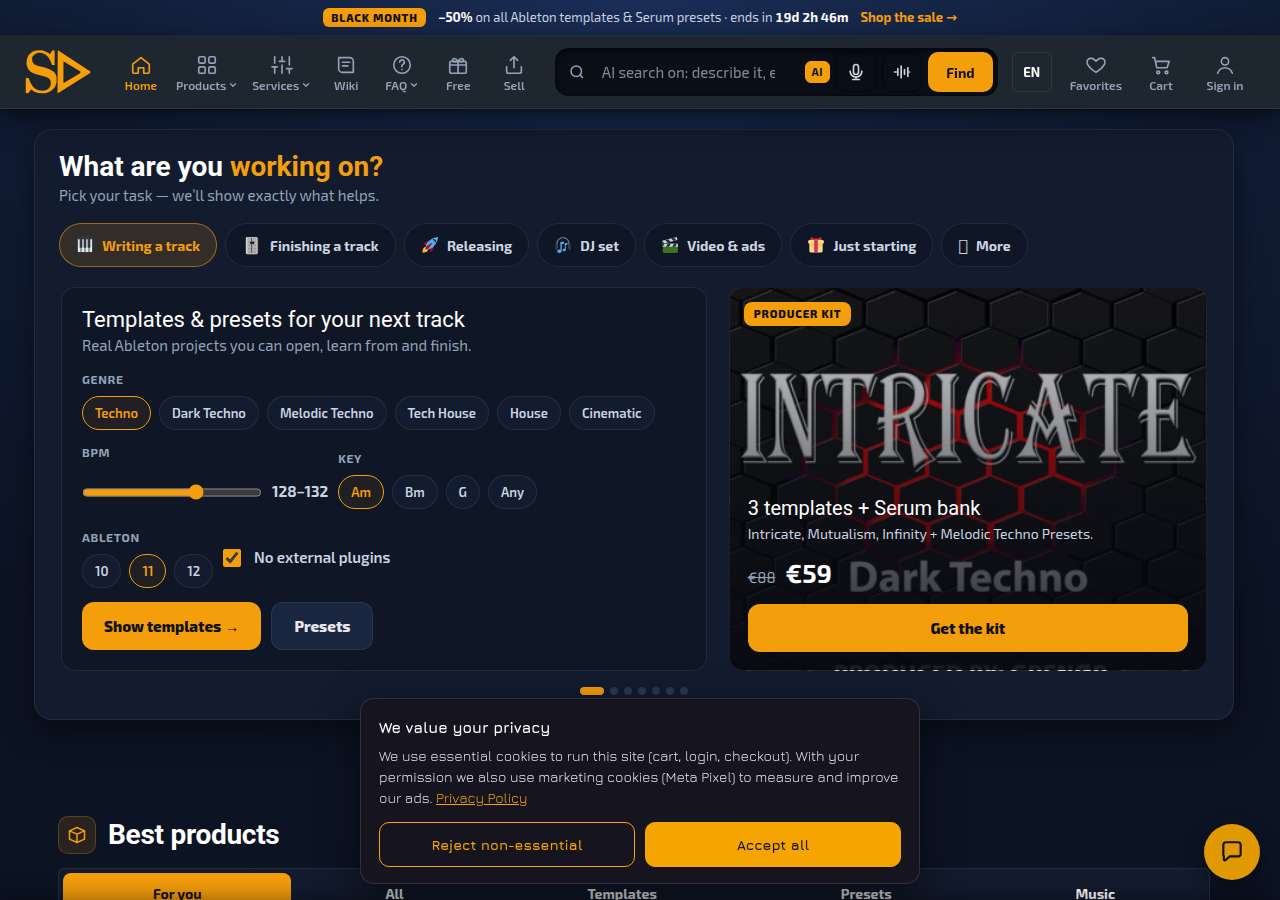 BLACK MONTH −50% on all Ableton templates & Serum presets · ends in 19d 2h 46m Shop the sale →
Home Products Services Wiki FAQ Free Sell
AI search on: describe it, e AI Find EN Favorites Cart Sign in
What are you working on?
Pick your task — we'll show exactly what helps.
Writing a track Finishing a track Releasing DJ set Video & ads Just starting More
Templates & presets for your next track
Real Ableton projects you can open, learn from and finish.
GENRE
Techno Dark Techno Melodic Techno Tech House House Cinematic
BPM KEY
128–132 Am Bm G Any
ABLETON
10 11 12 No external plugins
Show templates → Presets
PRODUCER KIT
INTRICATE
3 templates + Serum bank
Intricate, Mutualism, Infinity + Melodic Techno Presets.
€88 €59 Dark Techno
Get the kit
We value your privacy
We use essential cookies to run this site (cart, login, checkout). With your
permission we also use marketing cookies (Meta Pixel) to measure and improve
our ads. Privacy Policy
Reject non-essential Accept all
Best products
For you All Templates Presets Music